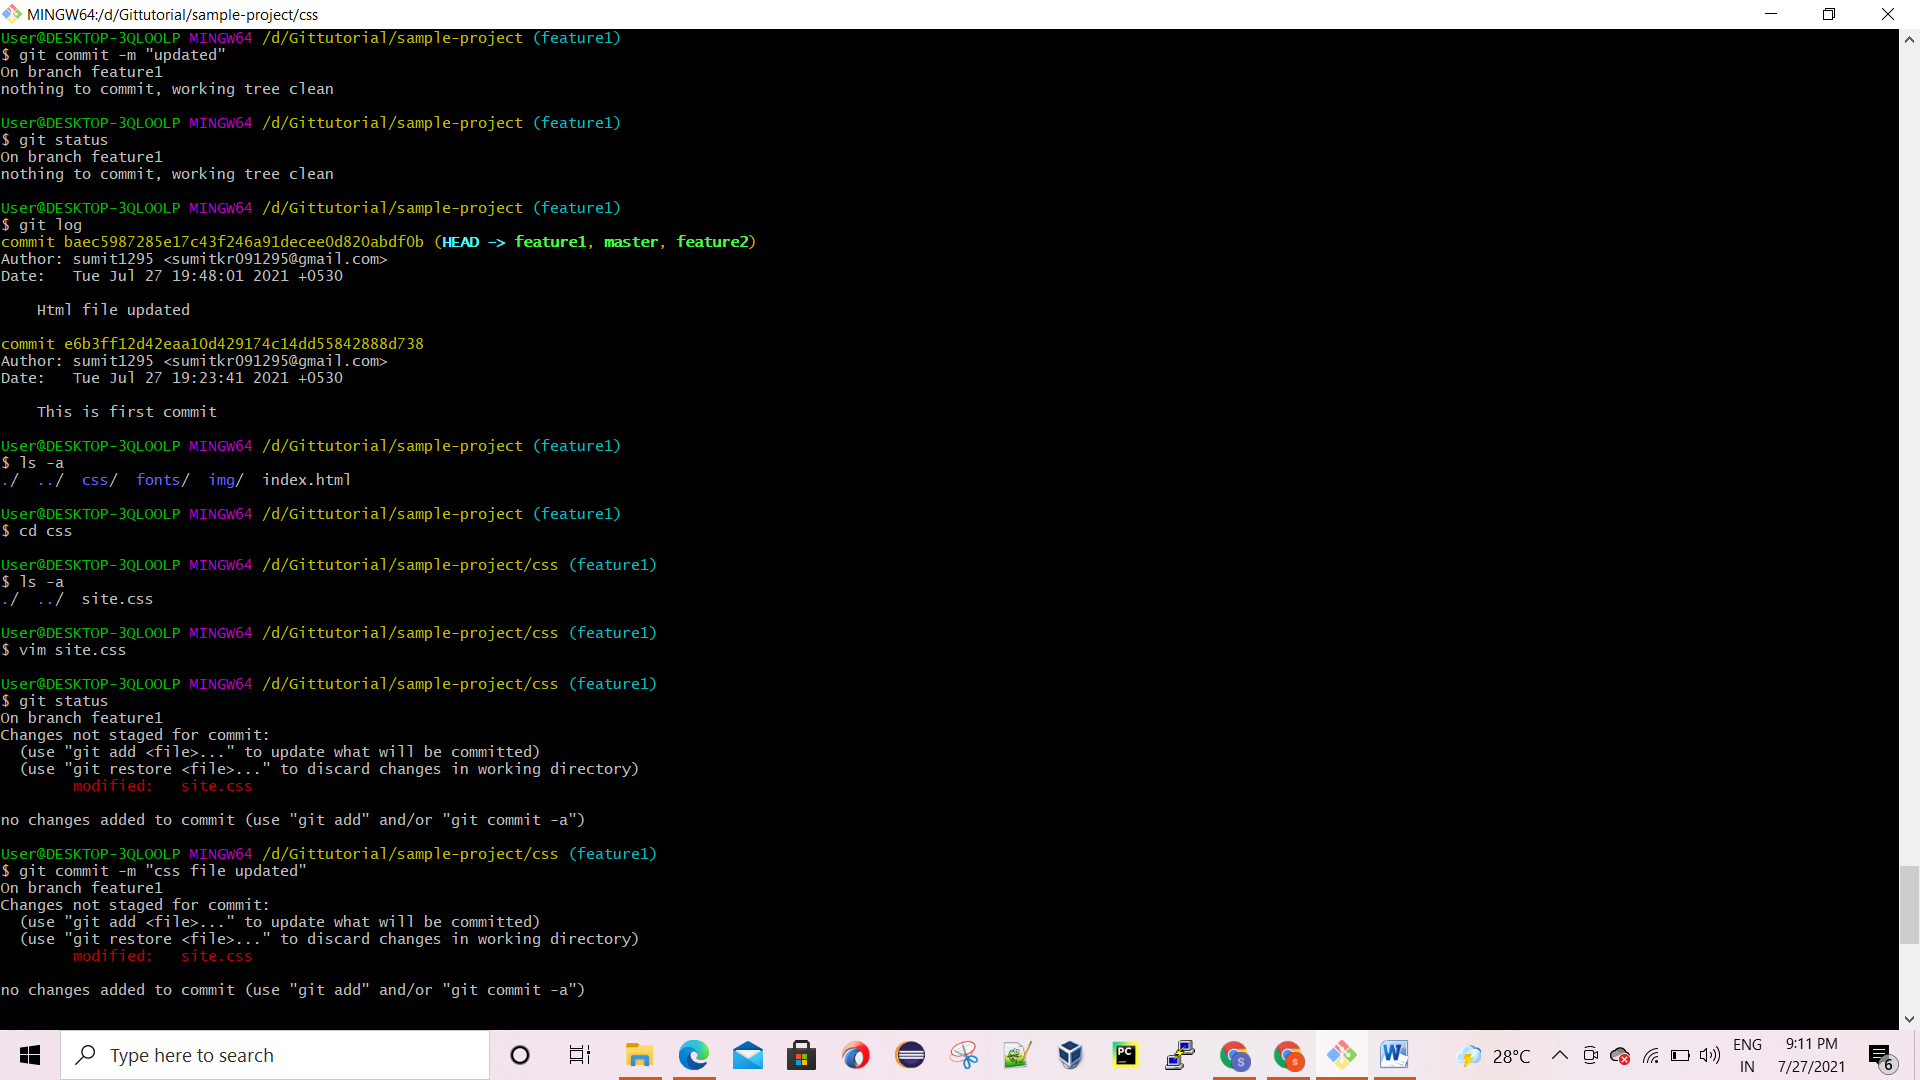 MINGW64:/d/Gittutorial/sample-project/css
User@DESKTOP-3QLOOLP MINGW64 /d/Gittutorial/sample-project (feature1)
$ git commit -m "updated"
On branch feature1
nothing to commit, working tree clean
User@DESKTOP-3QLOOLP MINGW64 /d/Gittutorial/sample-project (feature1)
$ git status
On branch feature1
nothing to commit, working tree clean
User@DESKTOP-3QLOOLP MINGW64 /d/Gittutorial/sample-project (feature1)
$ git log
commit baec5987285e17c43f246a91decee0d820abdf0b (HEAD -> feature1, master, feature2)
Author: sumit1295 <sumitkr091295@gmail.com>
Date:   Tue Jul 27 19:48:01 2021 +0530
    Html file updated
commit e6b3ff12d42eaa10d429174c14dd55842888d738
Author: sumit1295 <sumitkr091295@gmail.com>
Date:   Tue Jul 27 19:23:41 2021 +0530
    This is first commit
User@DESKTOP-3QLOOLP MINGW64 /d/Gittutorial/sample-project (feature1)
$ ls -a
./  ../  css/  fonts/  img/  index.html
User@DESKTOP-3QLOOLP MINGW64 /d/Gittutorial/sample-project (feature1)
$ cd css
User@DESKTOP-3QLOOLP MINGW64 /d/Gittutorial/sample-project/css (feature1)
$ ls -a
./  ../  site.css
User@DESKTOP-3QLOOLP MINGW64 /d/Gittutorial/sample-project/css (feature1)
$ vim site.css
User@DESKTOP-3QLOOLP MINGW64 /d/Gittutorial/sample-project/css (feature1)
$ git status
On branch feature1
Changes not staged for commit:
  (use "git add <file>..." to update what will be committed)
  (use "git restore <file>..." to discard changes in working directory)
        modified:   site.css
no changes added to commit (use "git add" and/or "git commit -a")
User@DESKTOP-3QLOOLP MINGW64 /d/Gittutorial/sample-project/css (feature1)
$ git commit -m "css file updated"
On branch feature1
Changes not staged for commit:
  (use "git add <file>..." to update what will be committed)
  (use "git restore <file>..." to discard changes in working directory)
        modified:   site.css
no changes added to commit (use "git add" and/or "git commit -a")
Type here to search
PC
S
S
W
28°C
ENG
IN
9:11 PM
7/27/2021
6